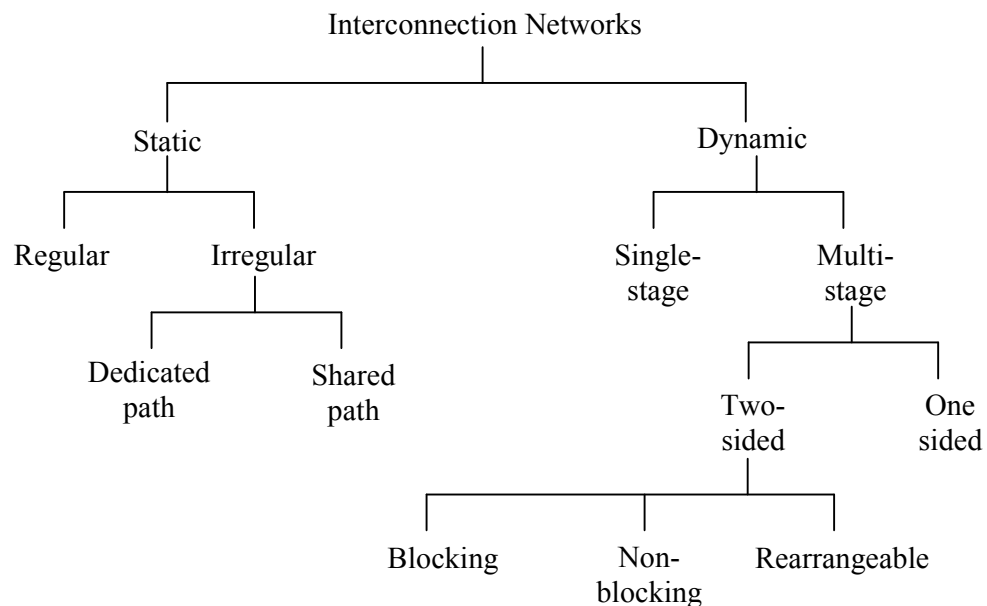 Interconnection Networks
Static
Dynamic
Regular
Irregular
Single-
stage
Multi-
stage
Dedicated
path
Shared
path
Two-
sided
One
sided
Blocking
Non-
blocking
Rearrangeable